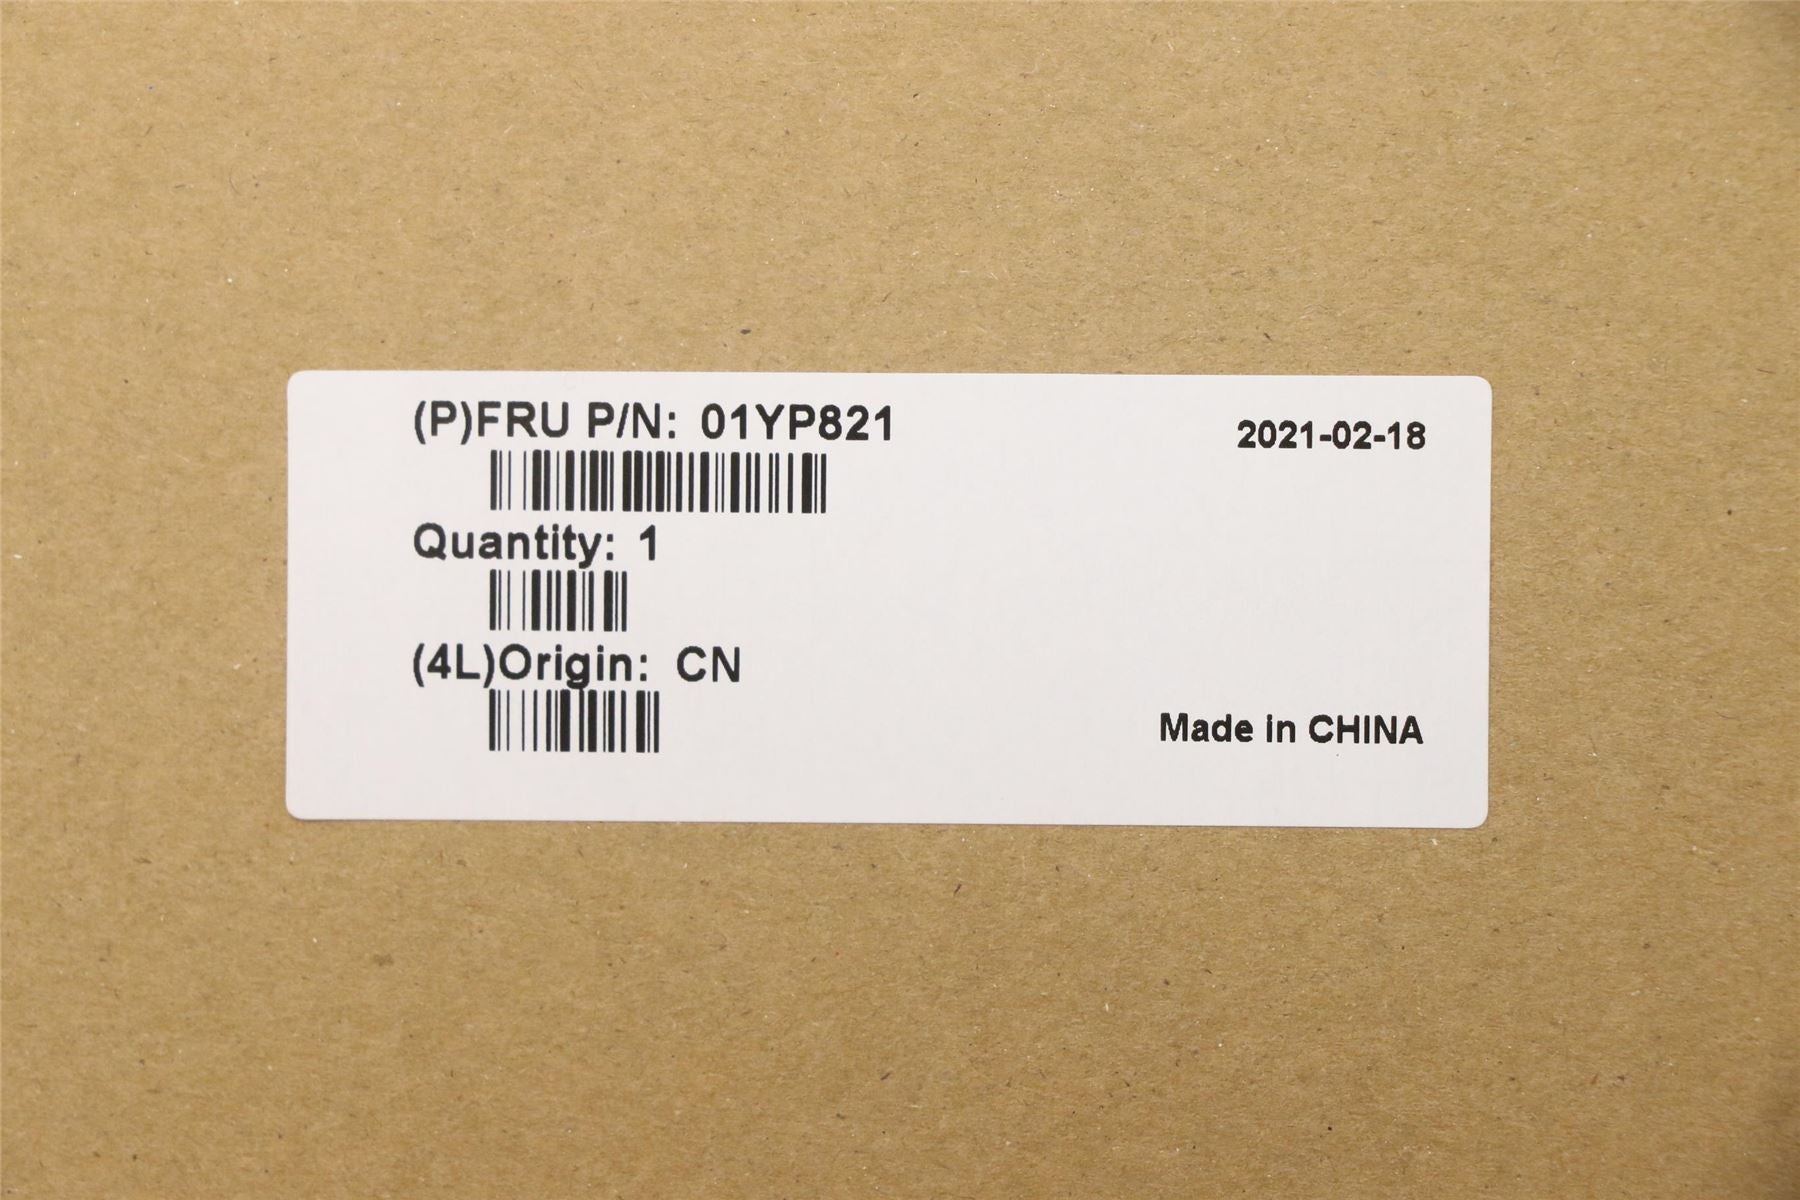 (P)FRU P/N: 01YP821
2021-02-18
Quantity: 1
(4L)Origin: CN
Made in CHINA